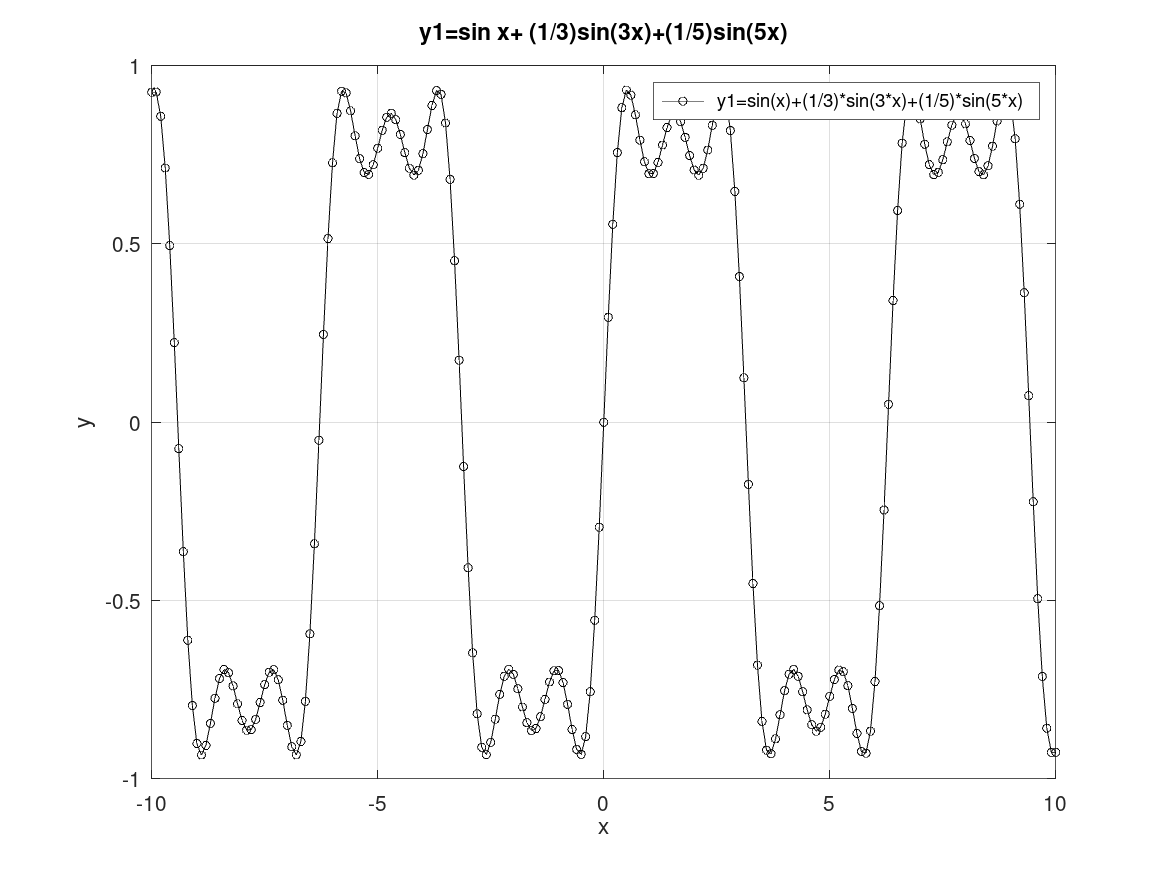 y1=sin x+ (1/3)sin(3x)+(1/5)sin(5x)
y1=sin(x)+(1/3)*sin(3*x)+(1/5)*sin(5*x)
1
0.5
0
-0.5
-1
y
-10 -5 0 5 10
x